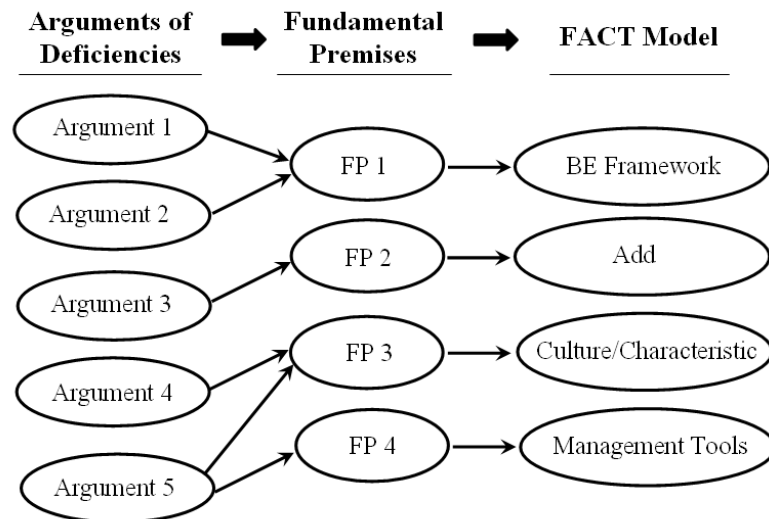 Arguments of
Deficiencies
Fundamental
Premises
FACT Model
Argument 1
Argument 2
Argument 3
Argument 4
Argument 5
FP 1
FP 2
FP 3
FP 4
BE Framework
Add
Culture/Characteristic
Management Tools